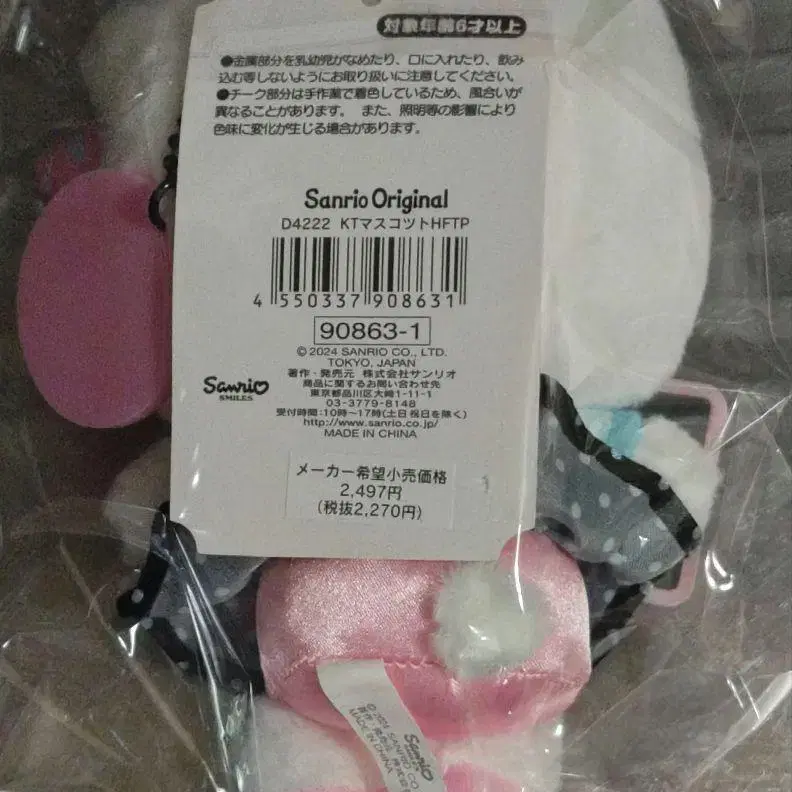 対象年齢6才以上
●金属部分を乳幼児がなめたり、口に入れたり、飲み
込む等しないようにお取り扱いに注意してください。
●チーク部分は手作業で着色しているため、風合いが
異なることがあります。 また、照明等の影響により
色味に変化が生じる場合があります。
Sanrio Original
D4222 KTマスコットHFTP
4 550337 908631
90863-1
© 2024 SANRIO CO., LTD.
TOKYO, JAPAN
著作・発売元 株式会社サンリオ
商品に関するお問い合わせ先
東京都品川区大崎1-11-1
03-3779-8148
受付時間:10時~17時(土日祝日を除く)
http://www.sanrio.co.jp/
MADE IN CHINA
Sanrio
SMILES
メーカー希望小売価格
2,497円
(税抜2,270円)
Sanrio
© 2024 SANRIO CO.
MADE IN CHINA